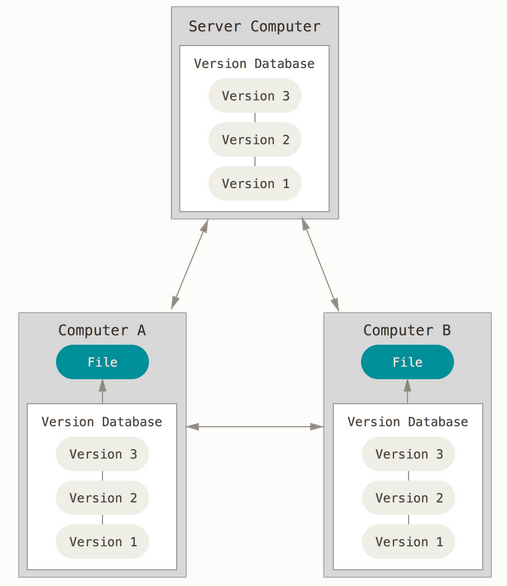 Server Computer
Version Database
Version 3
Version 2
Version 1
Computer A
File
Version Database
Version 3
Version 2
Version 1
Computer B
File
Version Database
Version 3
Version 2
Version 1